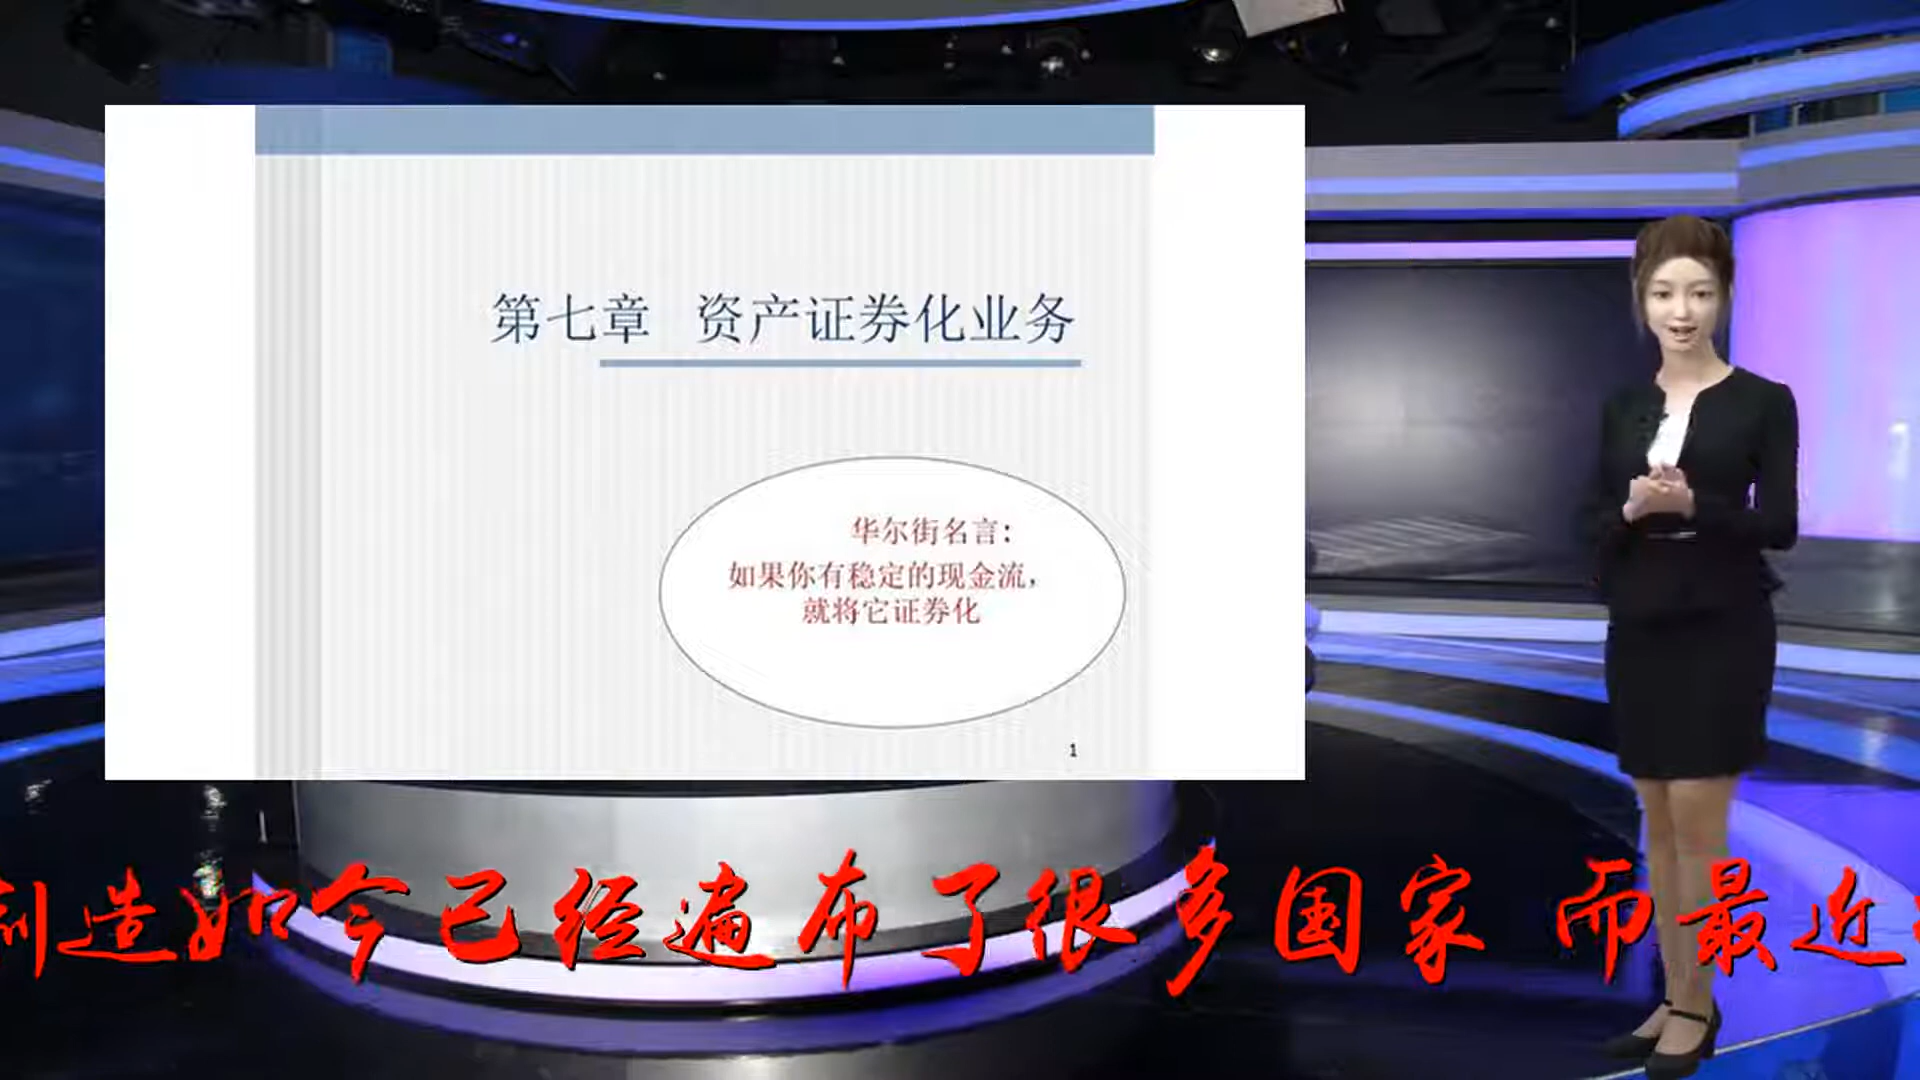 第七章 资产证券化业务
华尔街名言：
如果你有稳定的现金流，
就将它证券化
1
制造如今已经遍布了很多国家 而最近